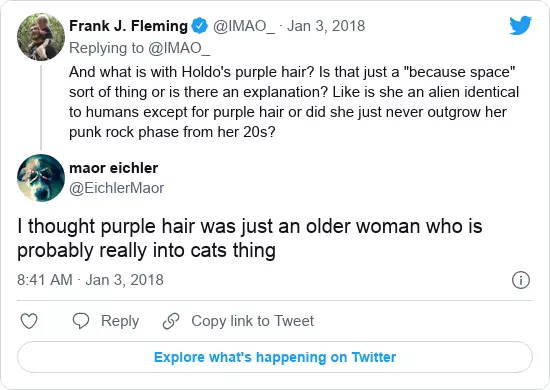 Frank J. Fleming @IMAO_ · Jan 3, 2018
Replying to @IMAO_
And what is with Holdo's purple hair? Is that just a "because space"
sort of thing or is there an explanation? Like is she an alien identical
to humans except for purple hair or did she just never outgrow her
punk rock phase from her 20s?
maor eichler
@EichlerMaor
I thought purple hair was just an older woman who is
probably really into cats thing
8:41 AM · Jan 3, 2018
Reply Copy link to Tweet
Explore what's happening on Twitter